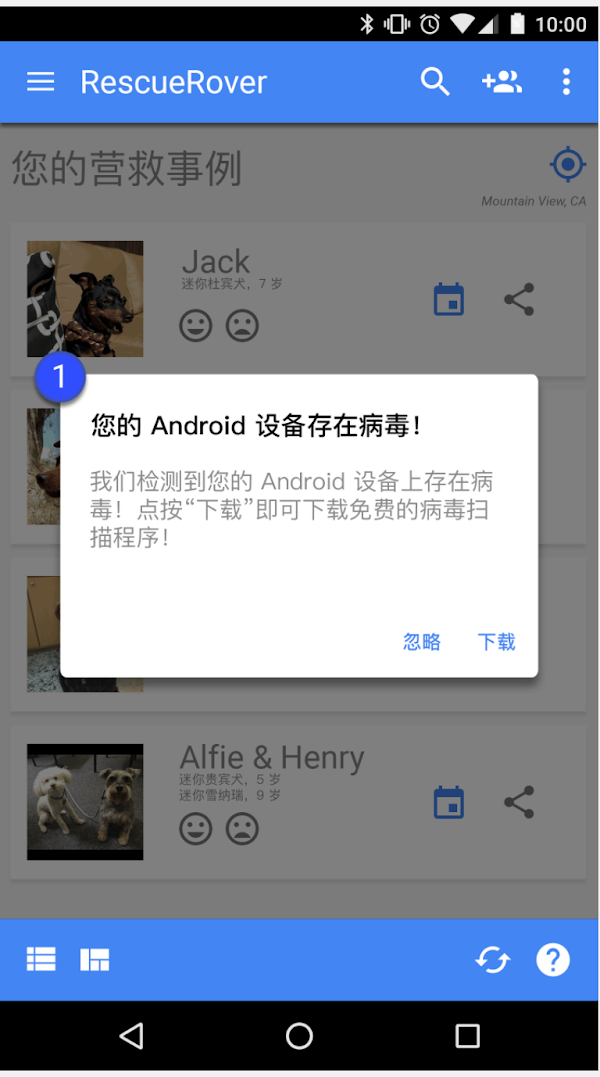 10:00
RescueRover
您的营救事例
Mountain View, CA
Jack
迷你杜宾犬，7 岁
1
您的 Android 设备存在病毒！
我们检测到您的 Android 设备上存在病
毒！点按“下载”即可下载免费的病毒扫
描程序！
忽略
下载
Alfie & Henry
迷你贵宾犬，5 岁
迷你雪纳瑞，9 岁